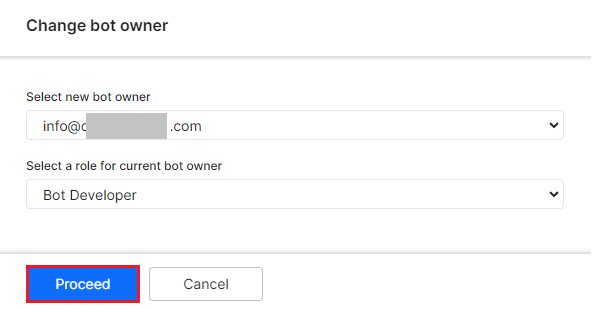 Change bot owner
Select new bot owner
info@ .com
Select a role for current bot owner
Bot Developer
Proceed
Cancel